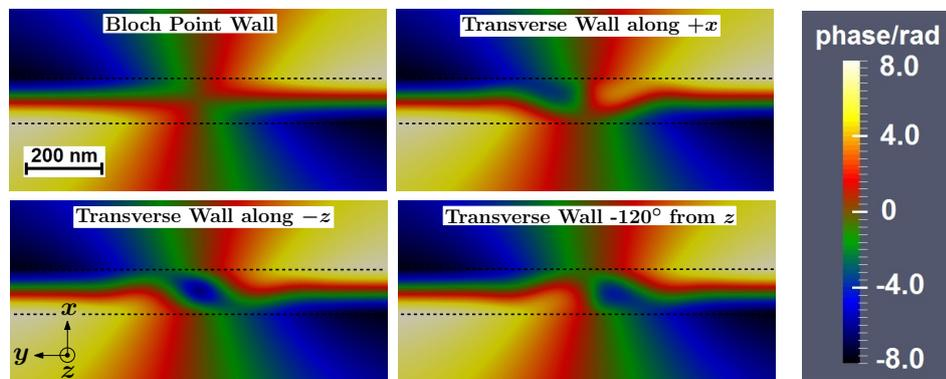 Bloch Point Wall
Transverse Wall along +x
phase/rad
8.0
4.0
0
-4.0
-8.0
200 nm
Transverse Wall along −z
Transverse Wall -120° from z
x
y
z